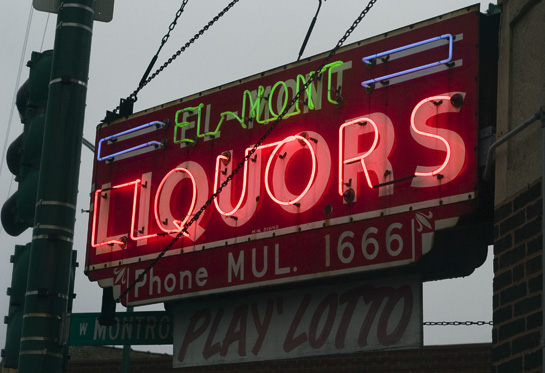 EL-MONT
LIQUORS
Phone MUL. 1666
W MONTRO
PLAY LOTTO